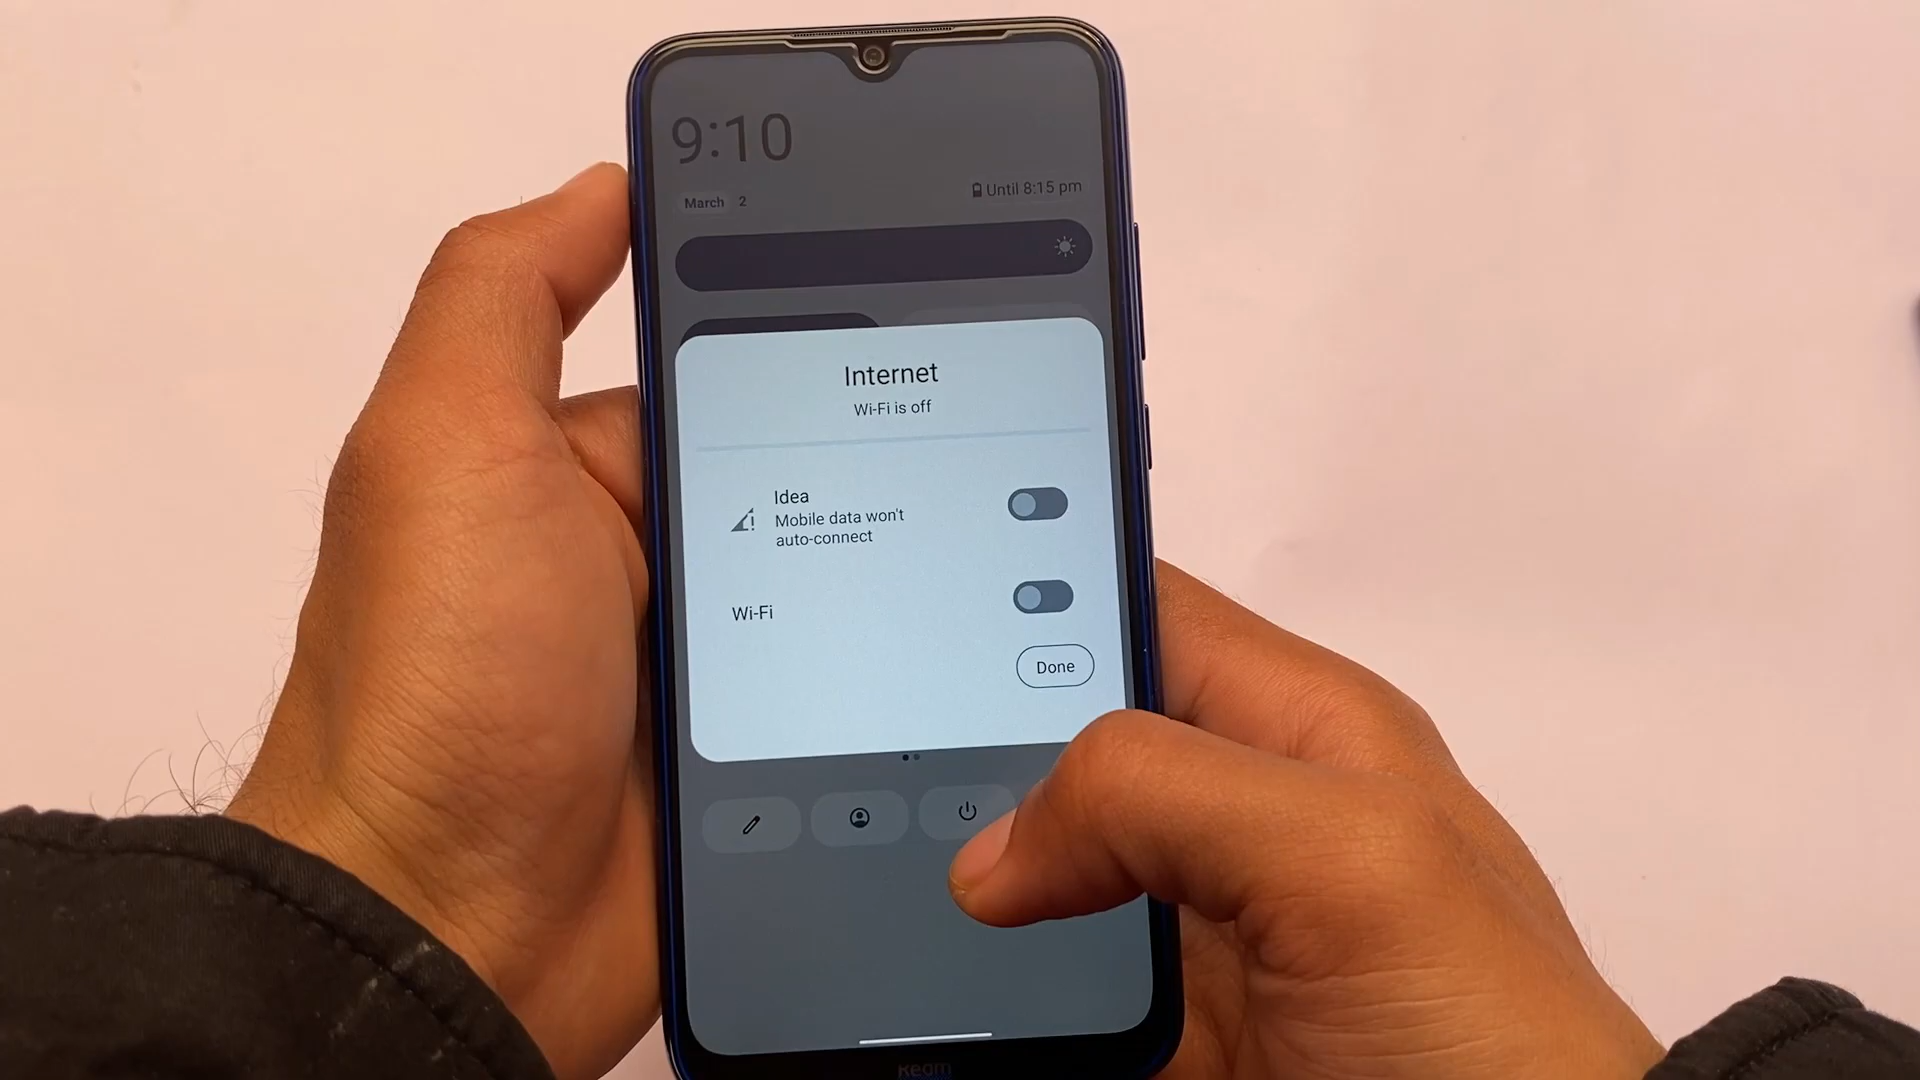 9:10
March 2
Until 8:15 pm
Internet
Wi-Fi is off
Idea
Mobile data won't
auto-connect
Wi-Fi
Done